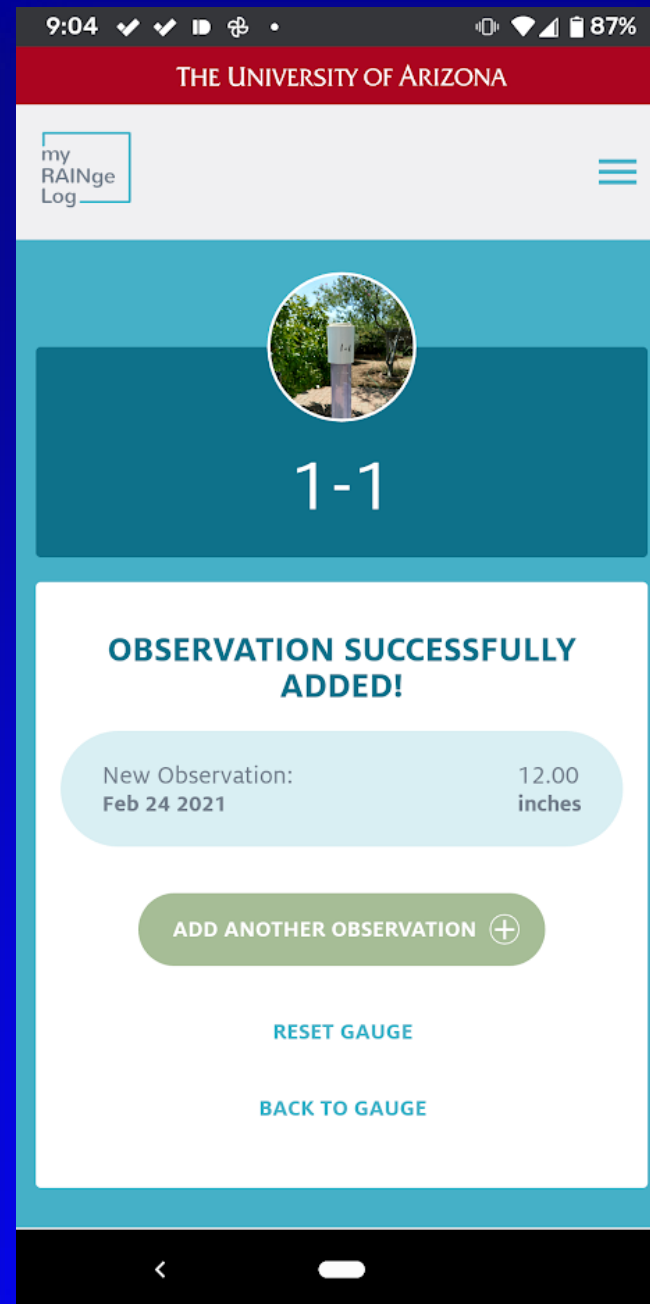 9:04
87%
THE UNIVERSITY OF ARIZONA
my
RAINge
Log
1-1
OBSERVATION SUCCESSFULLY
ADDED!
New Observation: 12.00
Feb 24 2021 inches
ADD ANOTHER OBSERVATION
RESET GAUGE
BACK TO GAUGE